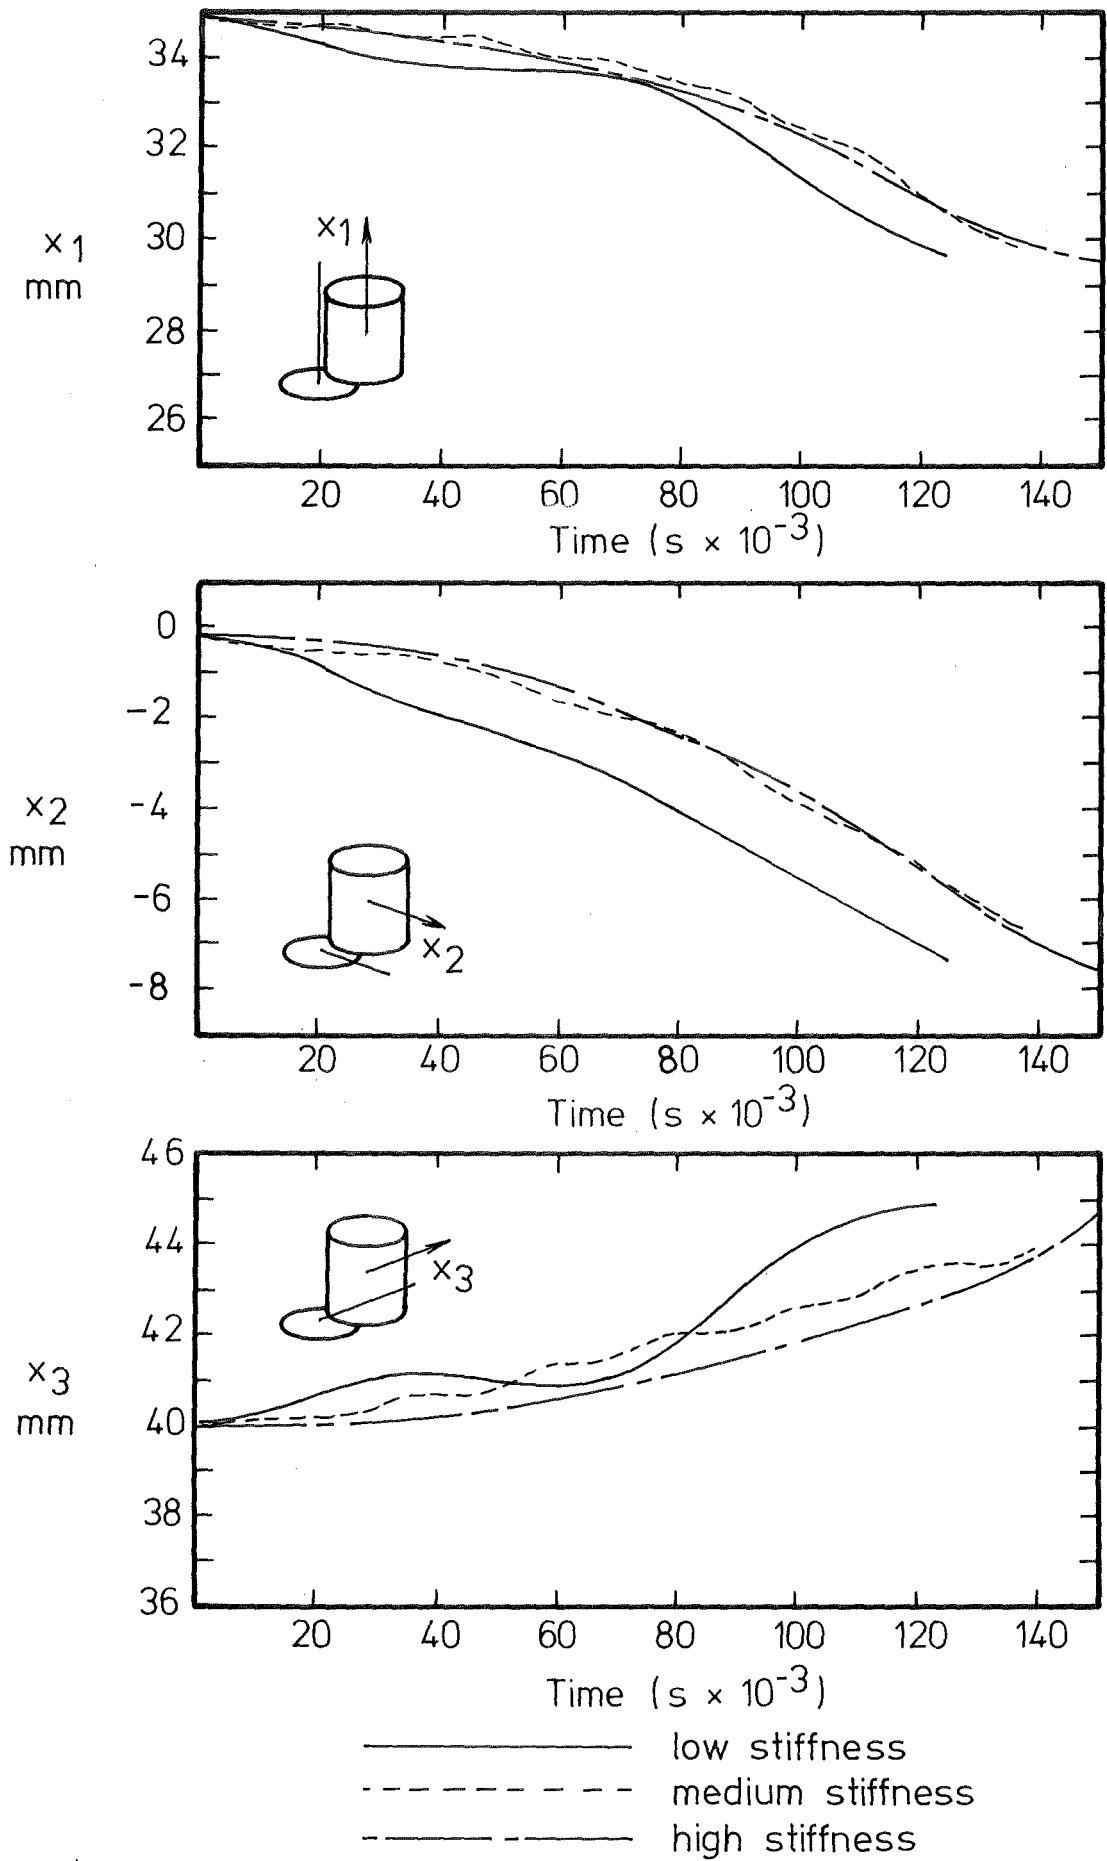 34
32
x1
30
x1
mm
28
26
20 40 60 80 100 120 140
Time (s × 10-3)
0
-2
x2
-4
mm
-6
x2
-8
20 40 60 80 100 120 140
Time (s × 10-3)
46
44
x3
42
x3
mm
40
38
36
20 40 60 80 100 120 140
Time (s × 10-3)
low stiffness
medium stiffness
high stiffness